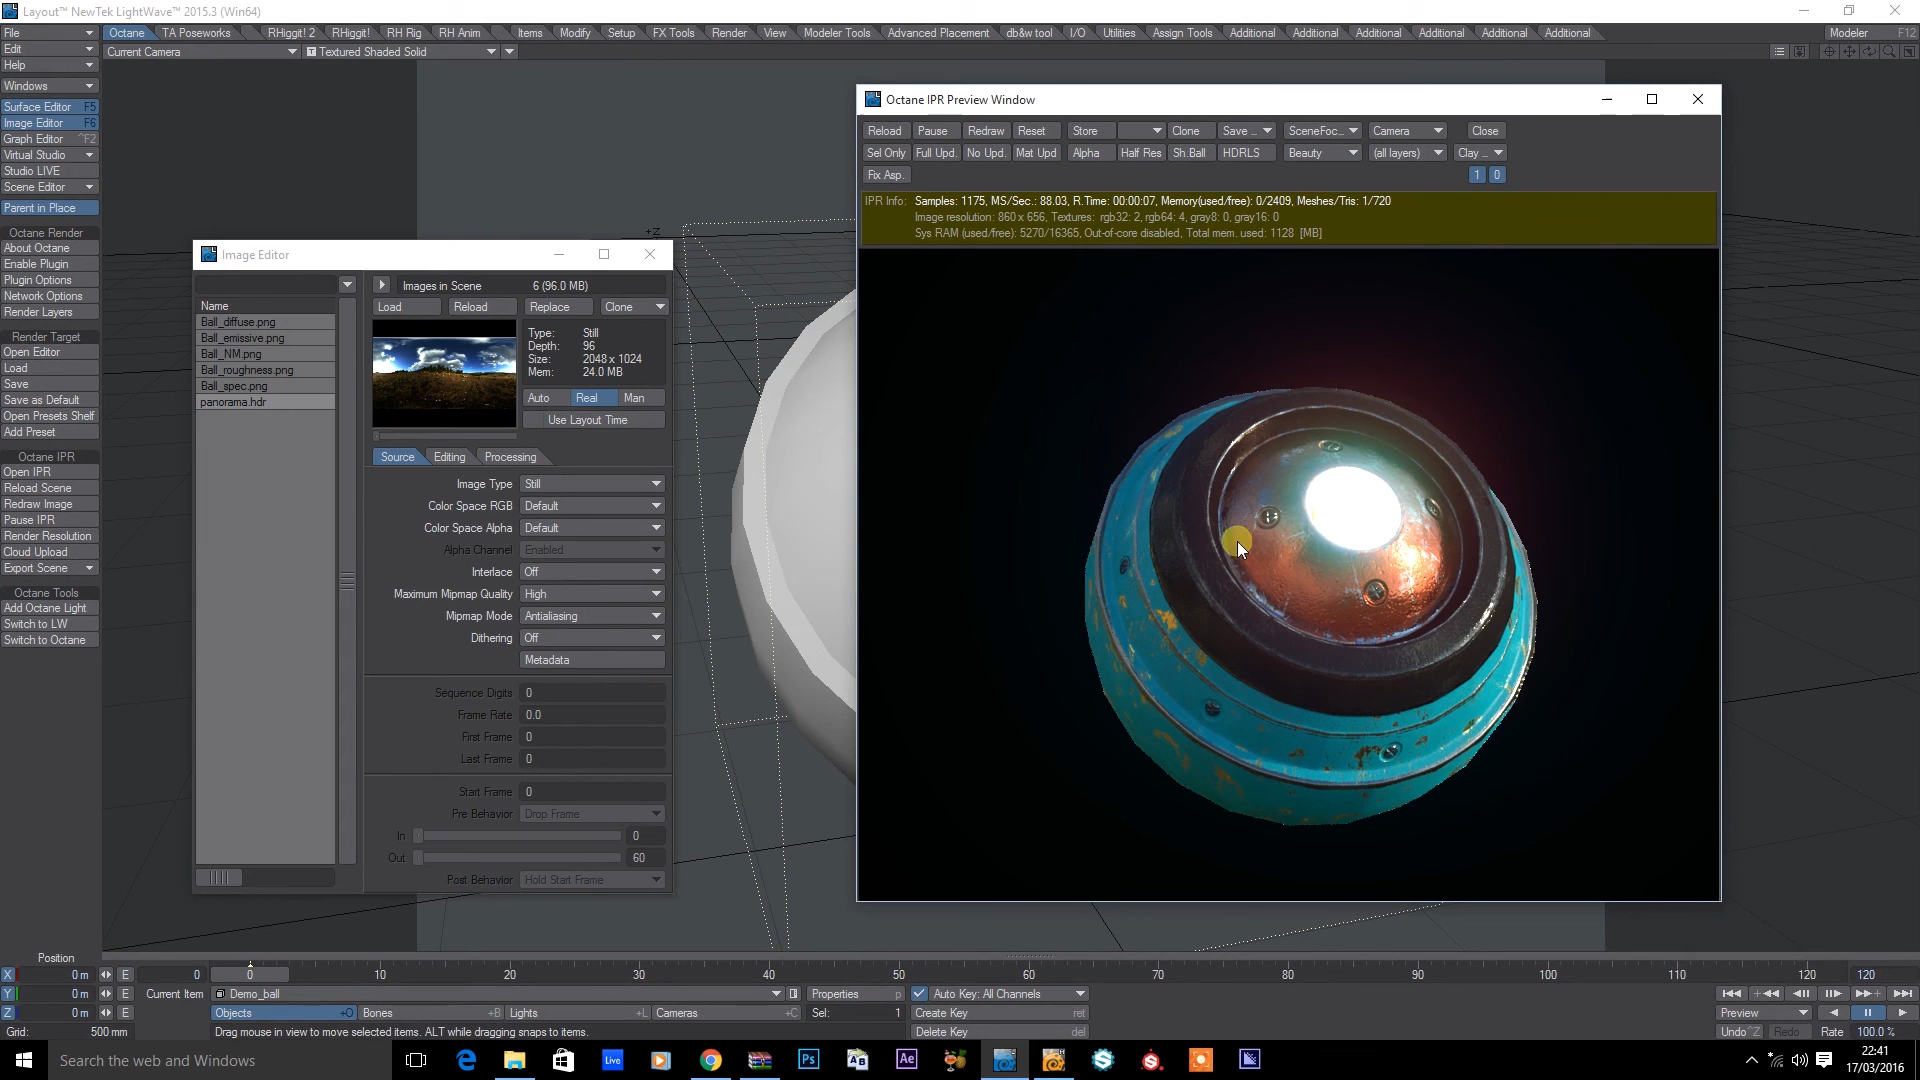 Layout™ NewTek LightWave™ 2015.3 (Win64)
File
Edit
Help
Windows
Octane TA Poseworks RHiggit! 2 RHiggit! RH Rig RH Anim Items Modify Setup FX Tools Render View Modeler Tools Advanced Placement db&w tool I/O Utilities Assign Tools Additional Additional Additional Additional Additional Additional Modeler F12
Current Camera Textured Shaded Solid
Surface Editor F5
Image Editor F6
Graph Editor ^F2
Virtual Studio
Studio LIVE
Scene Editor
Parent in Place
Octane Render
About Octane
Enable Plugin
Plugin Options
Network Options
Render Layers
Render Target
Open Editor
Load
Save
Save as Default
Open Presets Shelf
Add Preset
Octane IPR
Open IPR
Reload Scene
Redraw Image
Pause IPR
Render Resolution
Cloud Upload
Export Scene
Octane Tools
Add Octane Light
Switch to LW
Switch to Octane
+Z
Image Editor
Name
Ball_diffuse.png
Ball_emissive.png
Ball_NM.png
Ball_roughness.png
Ball_spec.png
panorama.hdr
Images in Scene 6 (96.0 MB)
Load Reload Replace Clone
Type: Still
Depth: 96
Size: 2048 x 1024
Mem: 24.0 MB
Auto Real Man
Use Layout Time
Source Editing Processing
Image Type Still
Color Space RGB Default
Color Space Alpha Default
Alpha Channel Enabled
Interlace Off
Maximum Mipmap Quality High
Mipmap Mode Antialiasing
Dithering Off
Metadata
Sequence Digits 0
Frame Rate 0.0
First Frame 0
Last Frame 0
Start Frame 0
Pre Behavior Drop Frame
In 0
Out 60
Post Behavior Hold Start Frame
Octane IPR Preview Window
Reload Pause Redraw Reset Store Clone Save ... SceneFoc... Camera Close
Sel Only Full Upd. No Upd. Mat Upd Alpha Half Res Sh.Ball HDRLS Beauty (all layers) Clay ...
Fix Asp. 1 0
IPR Info: Samples: 1175, MS/Sec.: 88.03, R.Time: 00:00:07, Memory(used/free): 0/2409, Meshes/Tris: 1/720
Image resolution: 860 x 656, Textures: rgb32: 2, rgb64: 4, gray8: 0, gray16: 0
Sys RAM (used/free): 5270/16365, Out-of-core disabled, Total mem. used: 1128 [MB]
Position
X 0 m E 0 0 10 20 30 40 50 60 70 80 90 100 110 120 120
Y 0 m E Current Item Demo_ball Properties p Auto Key: All Channels
Z 0 m E Objects +O Bones +B Lights +L Cameras +C Sel: 1 Create Key ret Preview
Grid: 500 mm Drag mouse in view to move selected items. ALT while dragging snaps to items. Delete Key del Undo ^Z Redo Rate 100.0 %
Search the web and Windows
Live
Ps
Ae
22:41
17/03/2016